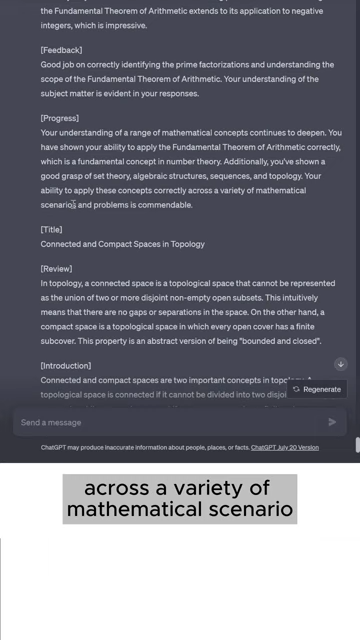 the Fundamental Theorem of Arithmetic extends to its application to negative
integers, which is impressive.
[Feedback]
Good job on correctly identifying the prime factorizations and understanding the
scope of the Fundamental Theorem of Arithmetic. Your understanding of the
subject matter is evident in your responses.
[Progress]
Your understanding of a range of mathematical concepts continues to deepen. You
have shown your ability to apply the Fundamental Theorem of Arithmetic correctly,
which is a fundamental concept in number theory. Additionally, you've shown a
good grasp of set theory, algebraic structures, sequences, and topology. Your
ability to apply these concepts correctly across a variety of mathematical
scenarios and problems is commendable.
[Title]
Connected and Compact Spaces in Topology
[Review]
In topology, a connected space is a topological space that cannot be represented
as the union of two or more disjoint non-empty open subsets. This intuitively
means that there are no gaps or separations in the space. On the other hand, a
compact space is a topological space in which every open cover has a finite
subcover. This property is an abstract version of being "bounded and closed".
[Introduction]
Connected and compact spaces are two important concepts in topology. A
topological space is connected if it cannot be divided into two disjoint
Regenerate
Send a message
ChatGPT may produce inaccurate information about people, places, or facts. ChatGPT July 20 Version
across a variety of
mathematical scenario